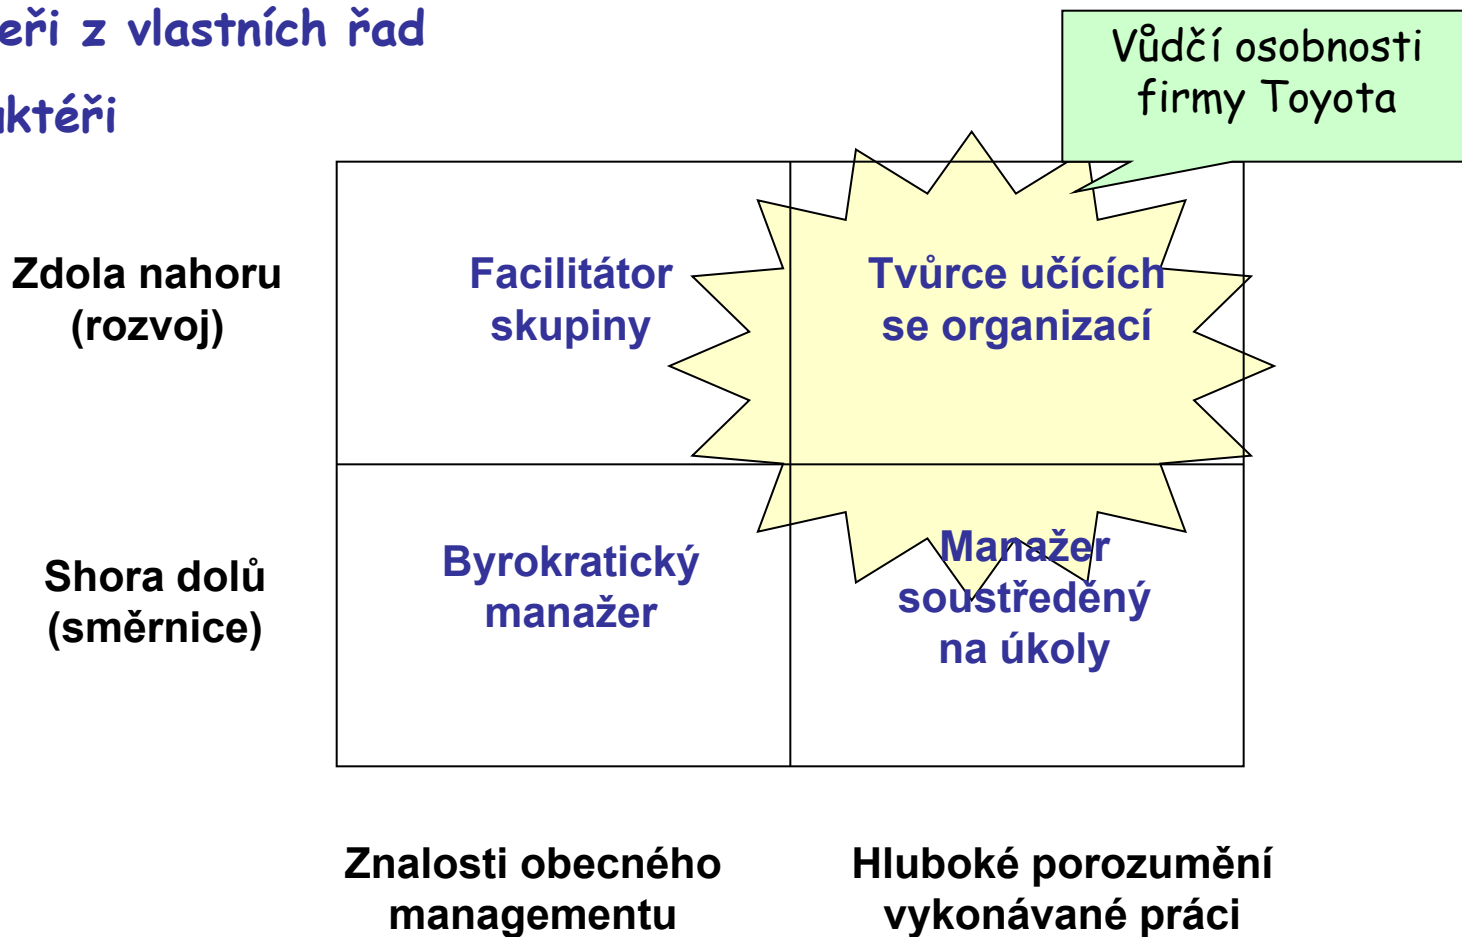 eři z vlastních řad
aktéři
Vůdčí osobnosti
firmy Toyota
Zdola nahoru
(rozvoj)
Facilitátor
skupiny
Tvůrce učících
se organizací
Shora dolů
(směrnice)
Byrokratický
manažer
Manažer
soustředěný
na úkoly
Znalosti obecného
managementu
Hluboké porozumění
vykonávané práci